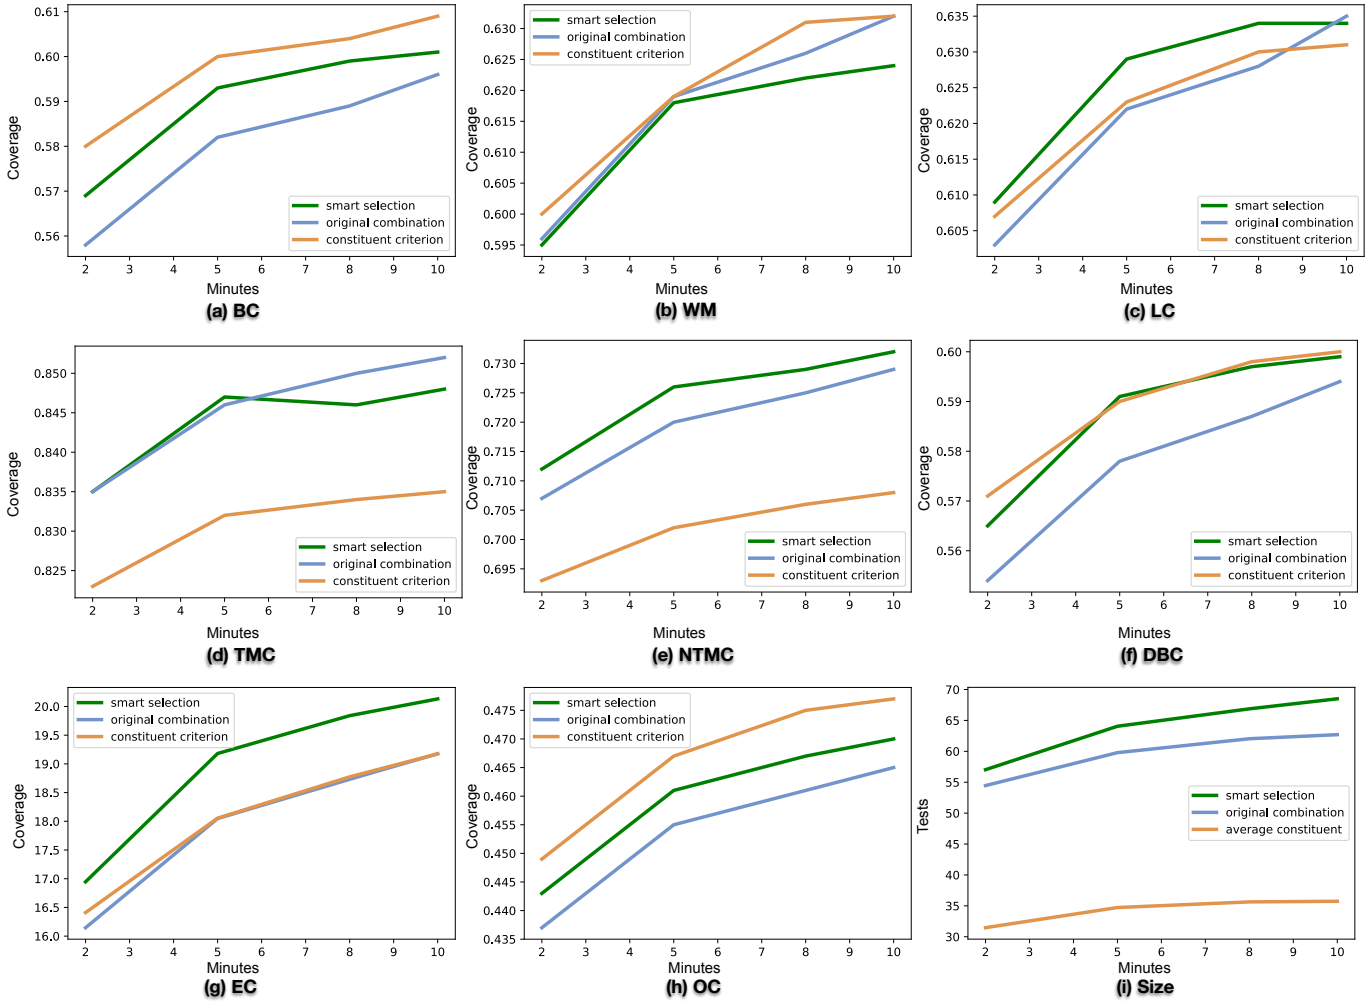 0.61
0.60
0.59
0.58
0.57
0.56
Coverage
smart selection
original combination
constituent criterion
2 3 4 5 6 7 8 9 10
Minutes
(a) BC
0.630
0.625
0.620
0.615
0.610
0.605
0.600
0.595
Coverage
smart selection
original combination
constituent criterion
2 3 4 5 6 7 8 9 10
Minutes
(b) WM
0.635
0.630
0.625
0.620
0.615
0.610
0.605
Coverage
smart selection
original combination
constituent criterion
2 3 4 5 6 7 8 9 10
Minutes
(c) LC
0.850
0.845
0.840
0.835
0.830
0.825
Coverage
smart selection
original combination
constituent criterion
2 3 4 5 6 7 8 9 10
Minutes
(d) TMC
0.730
0.725
0.720
0.715
0.710
0.705
0.700
0.695
Coverage
smart selection
original combination
constituent criterion
2 3 4 5 6 7 8 9 10
Minutes
(e) NTMC
0.60
0.59
0.58
0.57
0.56
Coverage
smart selection
original combination
constituent criterion
2 3 4 5 6 7 8 9 10
Minutes
(f) DBC
20.0
19.5
19.0
18.5
18.0
17.5
17.0
16.5
16.0
Coverage
smart selection
original combination
constituent criterion
2 3 4 5 6 7 8 9 10
Minutes
(g) EC
0.475
0.470
0.465
0.460
0.455
0.450
0.445
0.440
0.435
Coverage
smart selection
original combination
constituent criterion
2 3 4 5 6 7 8 9 10
Minutes
(h) OC
70
65
60
55
50
45
40
35
30
Tests
smart selection
original combination
average constituent
2 3 4 5 6 7 8 9 10
Minutes
(i) Size